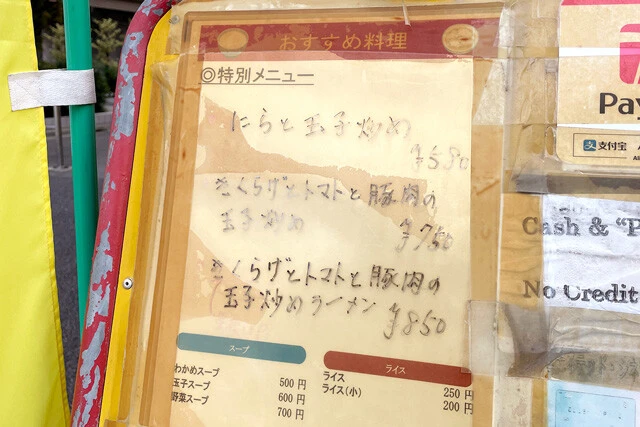 おすすめ料理
◎特別メニュー
にらと玉子炒め
¥580
きくらげとトマトと豚肉の
玉子炒め ¥750
きくらげとトマトと豚肉の
玉子炒めラーメン ¥850
スープ
わかめスープ 500円
玉子スープ 600円
野菜スープ 700円
ライス
ライス 250円
ライス(小) 200円
Pay
支付宝
Cash & "P
No Credit